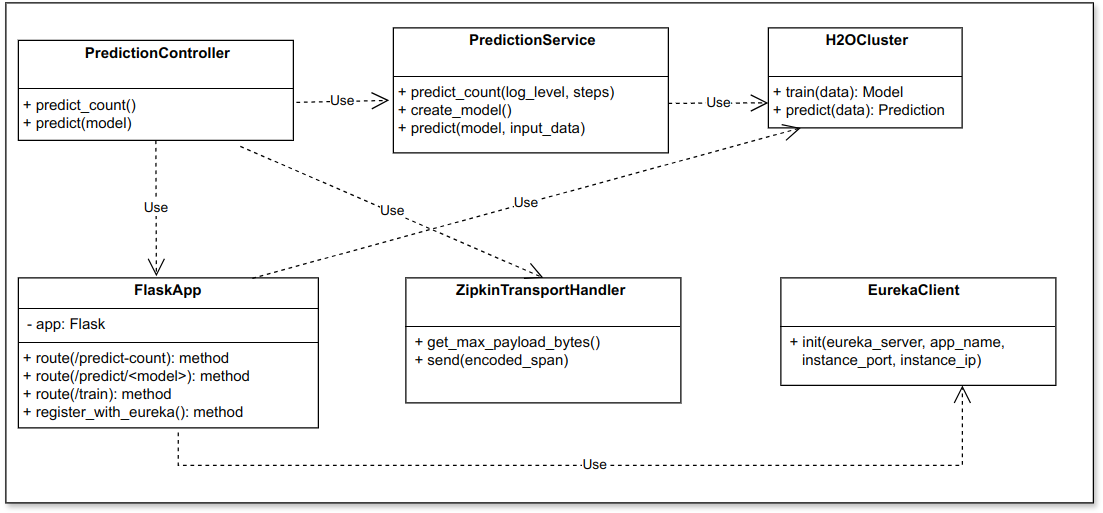 PredictionController
+ predict_count()
+ predict(model)
Use
PredictionService
+ predict_count(log_level, steps)
+ create_model()
+ predict(model, input_data)
Use
H2OCluster
+ train(data): Model
+ predict(data): Prediction
Use
Use
Use
FlaskApp
- app: Flask
+ route(/predict-count): method
+ route(/predict/<model>): method
+ route(/train): method
+ register_with_eureka(): method
ZipkinTransportHandler
+ get_max_payload_bytes()
+ send(encoded_span)
EurekaClient
+ init(eureka_server, app_name,
instance_port, instance_ip)
Use